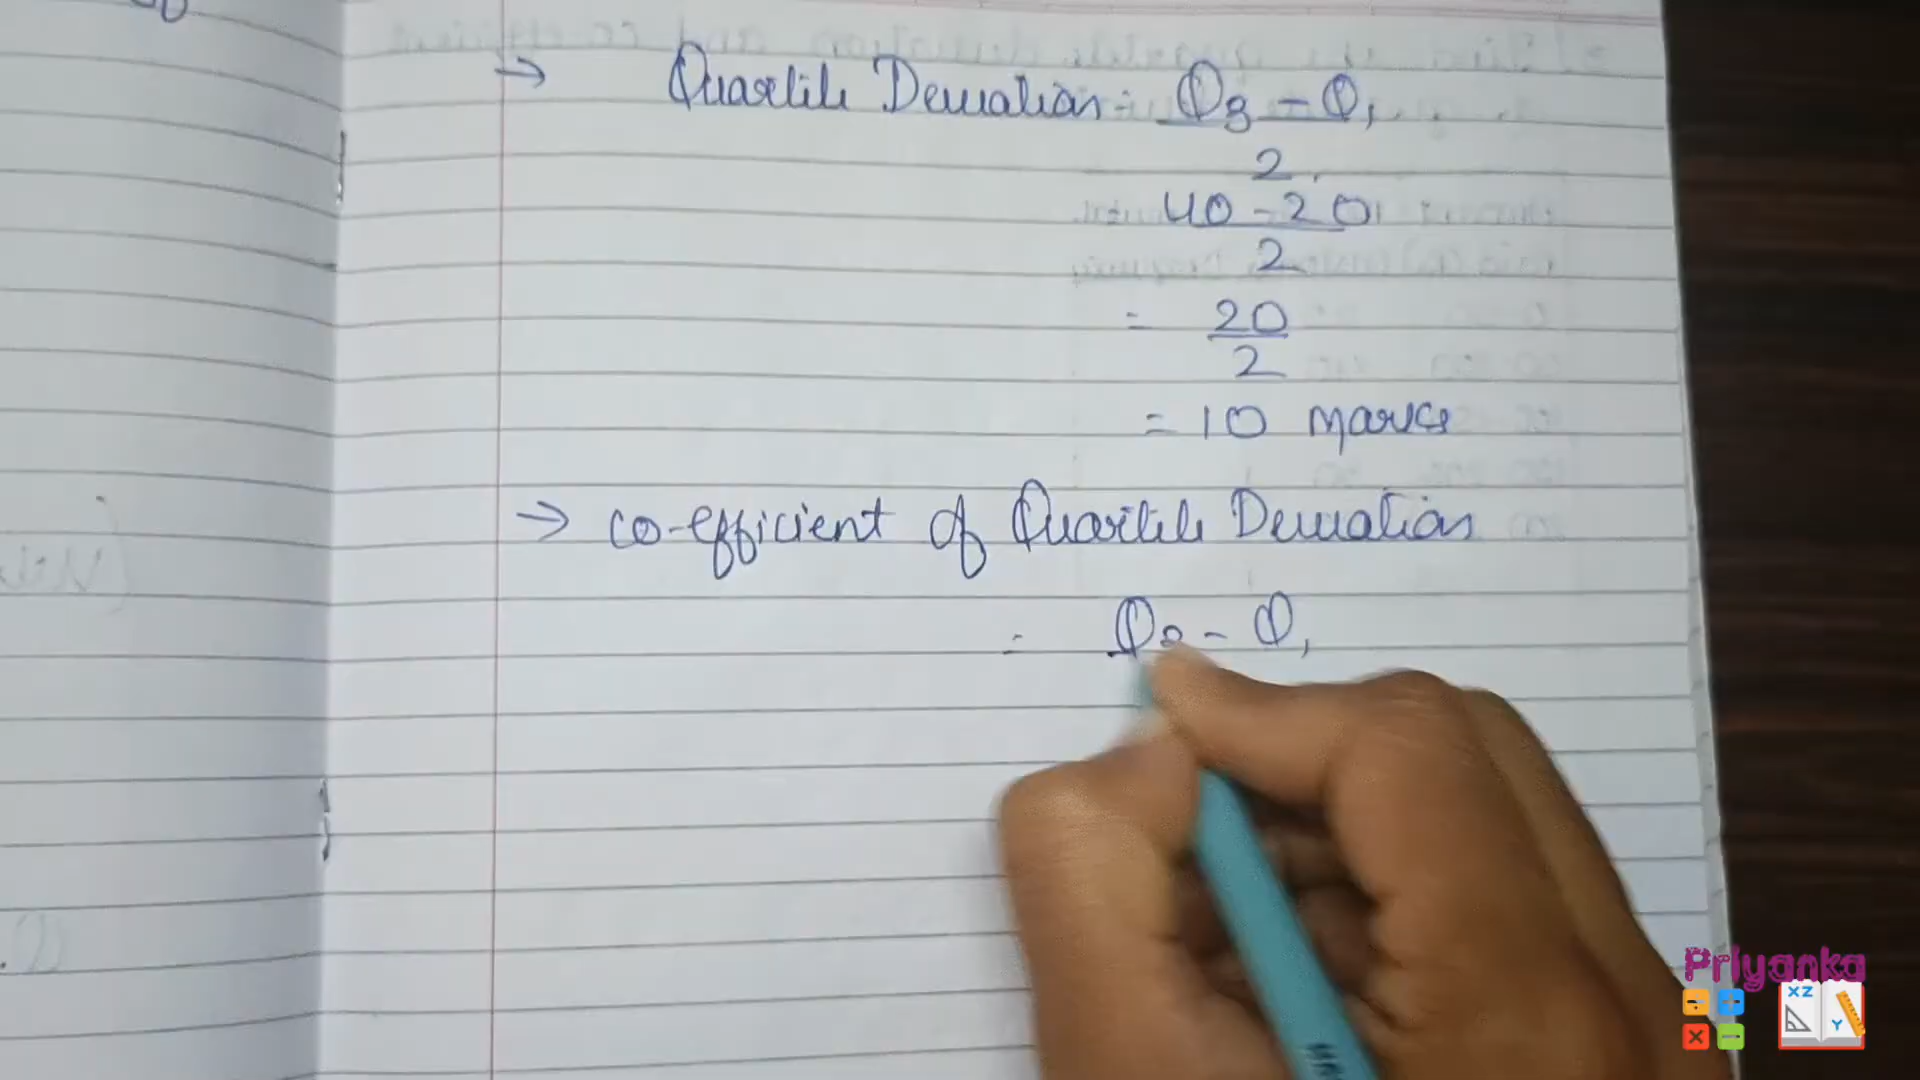 → Quartile Deviation = Q3 - Q1
2
40 - 20
2
= 20
2
= 10 marks
→ co-efficient of Quartile Deviation
= Q3 - Q1
Priyanka
XZ
Y